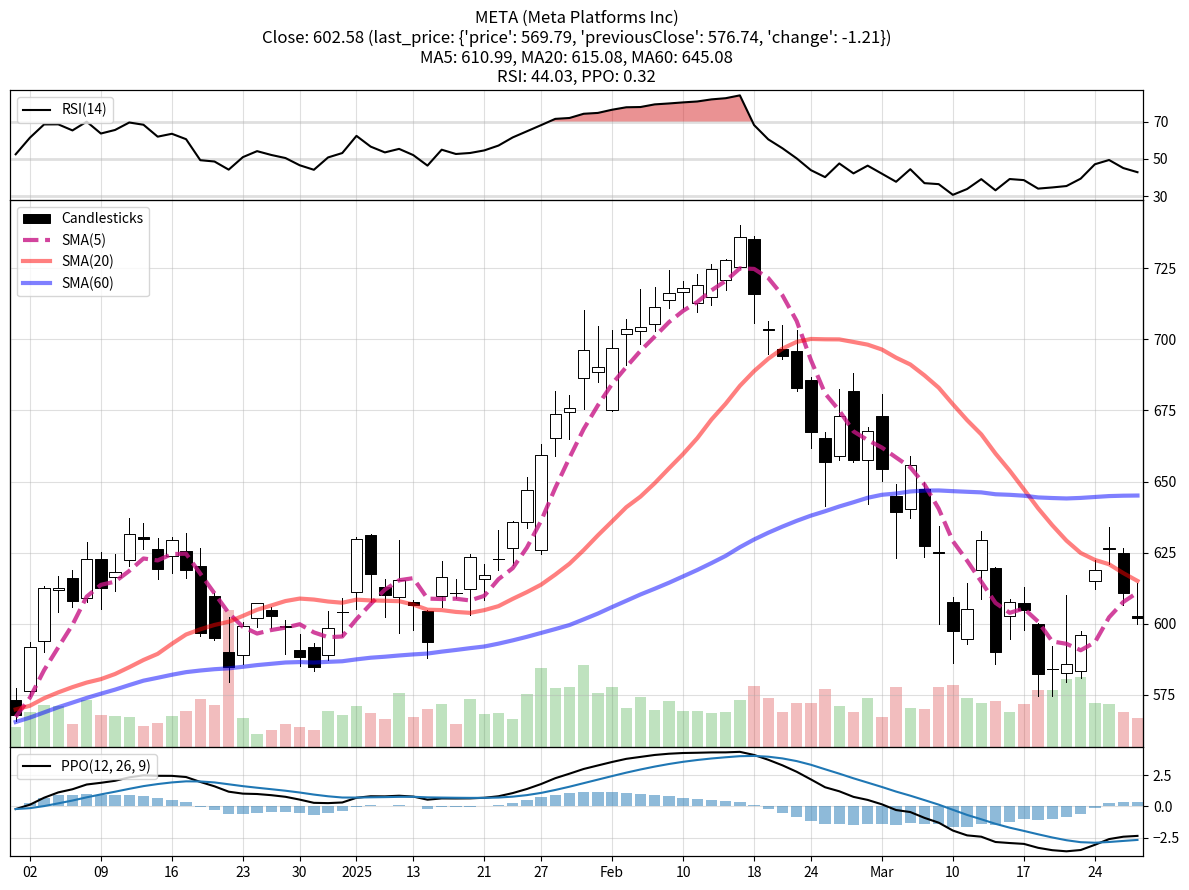 META (Meta Platforms Inc)
Close: 602.58 (last_price: {'price': 569.79, 'previousClose': 576.74, 'change': -1.21})
MA5: 610.99, MA20: 615.08, MA60: 645.08
RSI: 44.03, PPO: 0.32
RSI(14)
70
50
30
Candlesticks
SMA(5)
SMA(20)
SMA(60)
725
700
675
650
625
600
575
PPO(12, 26, 9)
2.5
0.0
−2.5
02 09 16 23 30 2025 13 21 27 Feb 10 18 24 Mar 10 17 24